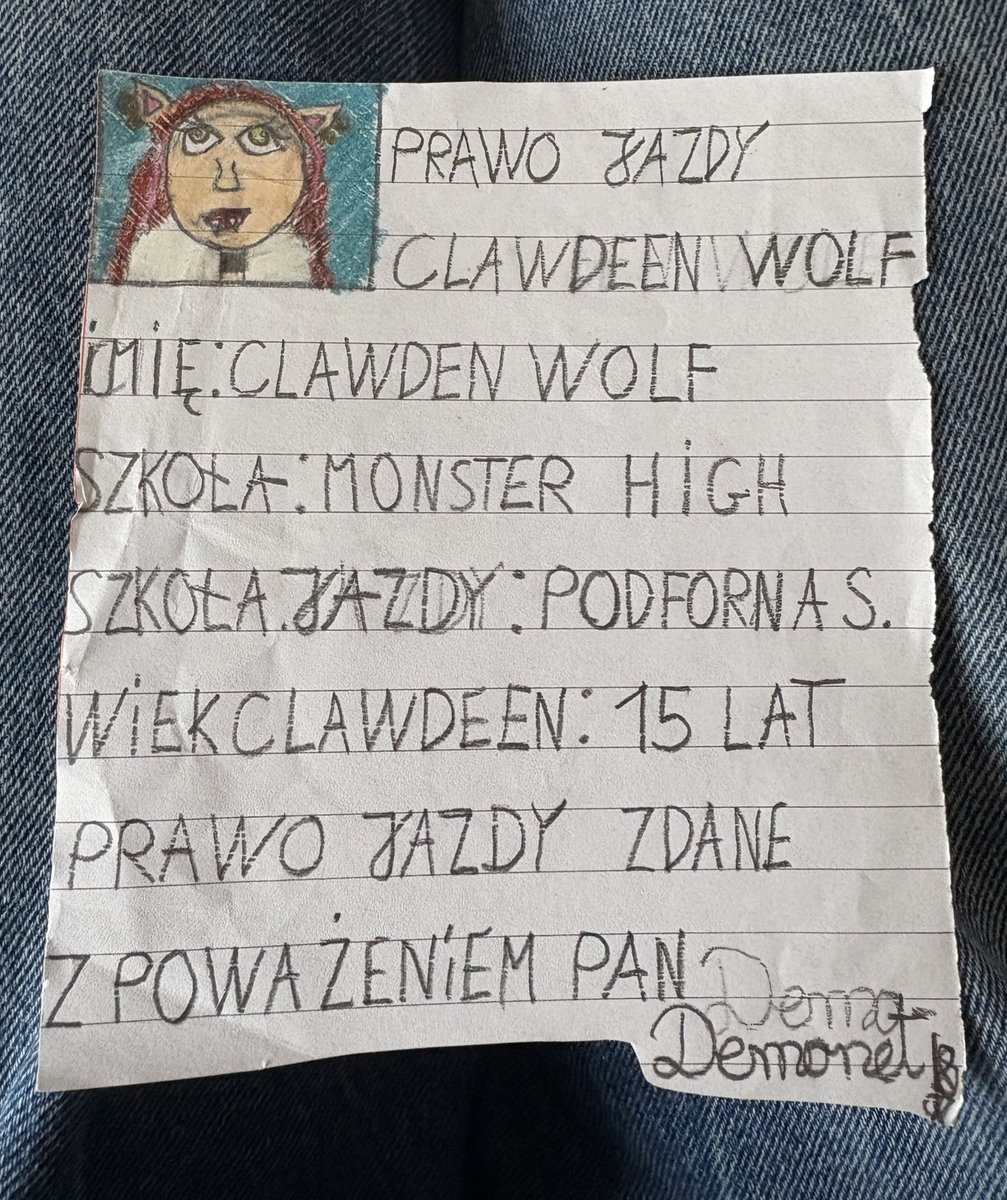 PRAWO JAZDY
CLAWDEEN WOLF
iMIĘ: CLAWDEN WOLF
SZKOŁA: MONSTER HiGH
SZKOŁA JAZDY: PODFORNA S.
WiEK CLAWDEEN: 15 LAT
PRAWO JAZDY ZDANE
Z POWAŻENiEM PAN
Demonet